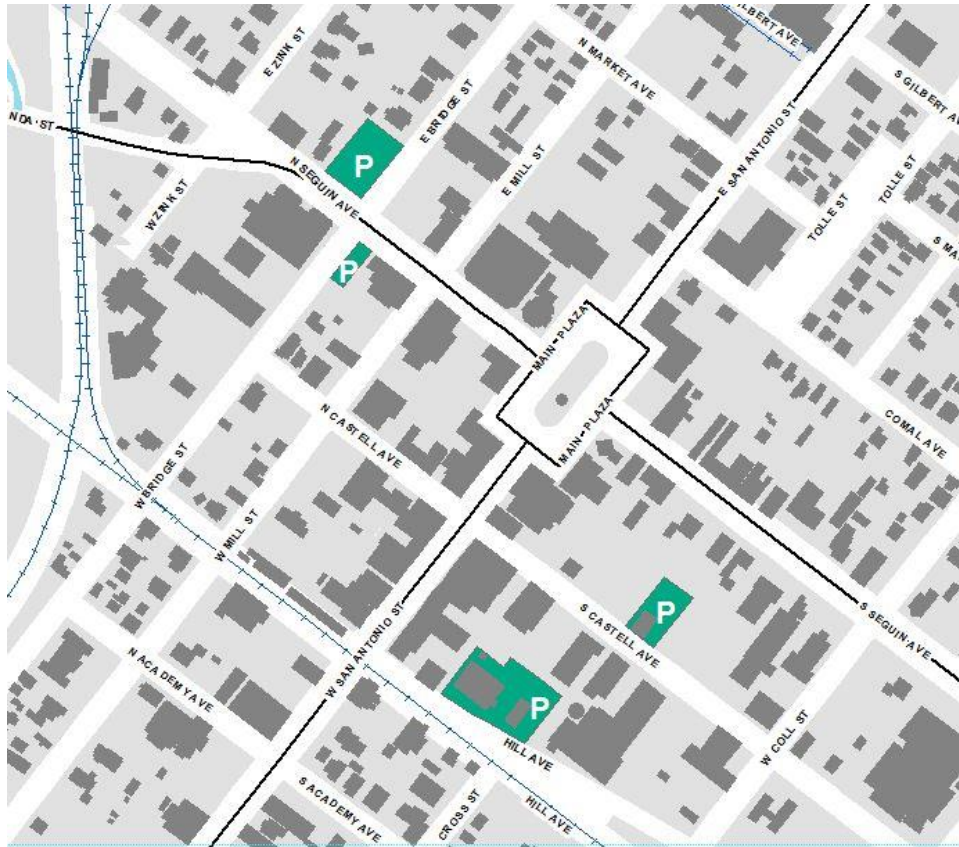 GILBERT AVE
E ZINK ST
N MARKET AVE
S GILBERT AV
NDA ST
E BRIDGE ST
P
N SEGUIN AVE
E MILL ST
E SAN ANTONIO ST
TOLLE ST
TOLLE ST
W ZINK ST
S MA
P
MAIN PLAZA
MAIN PLAZA
N CASTELL AVE
COMAL AVE
W BRIDGE ST
W MILL ST
P
S CASTELL AVE
S SEGUIN AVE
W SAN ANTONIO ST
N ACADEMY AVE
P
HILL AVE
W COLL ST
S ACADEMY AVE
CROSS ST
HILL AVE